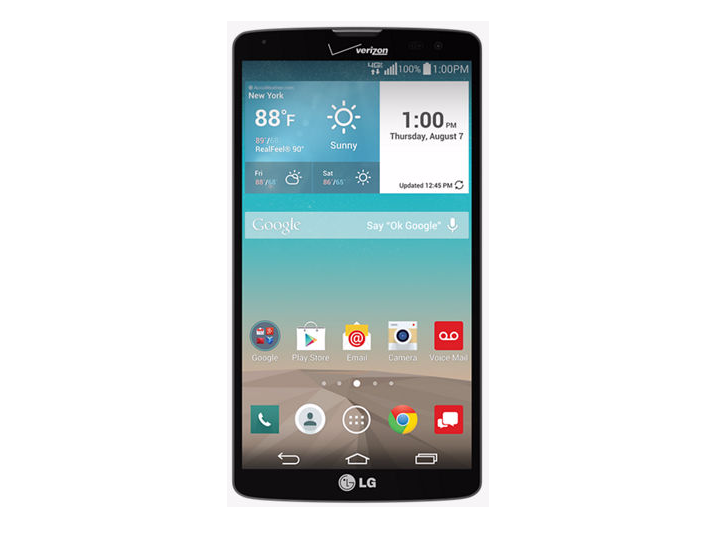 verizon
4G LTE 100% 1:00PM
AccuWeather.com
New York
88°F
89°/68°
RealFeel® 90°
Sunny
1:00 PM
Thursday, August 7
Fri
88°/68°
Sat
86°/65°
Updated 12:45 PM
Google Say "Ok Google"
Google Play Store Email Camera Voice Mail
LG